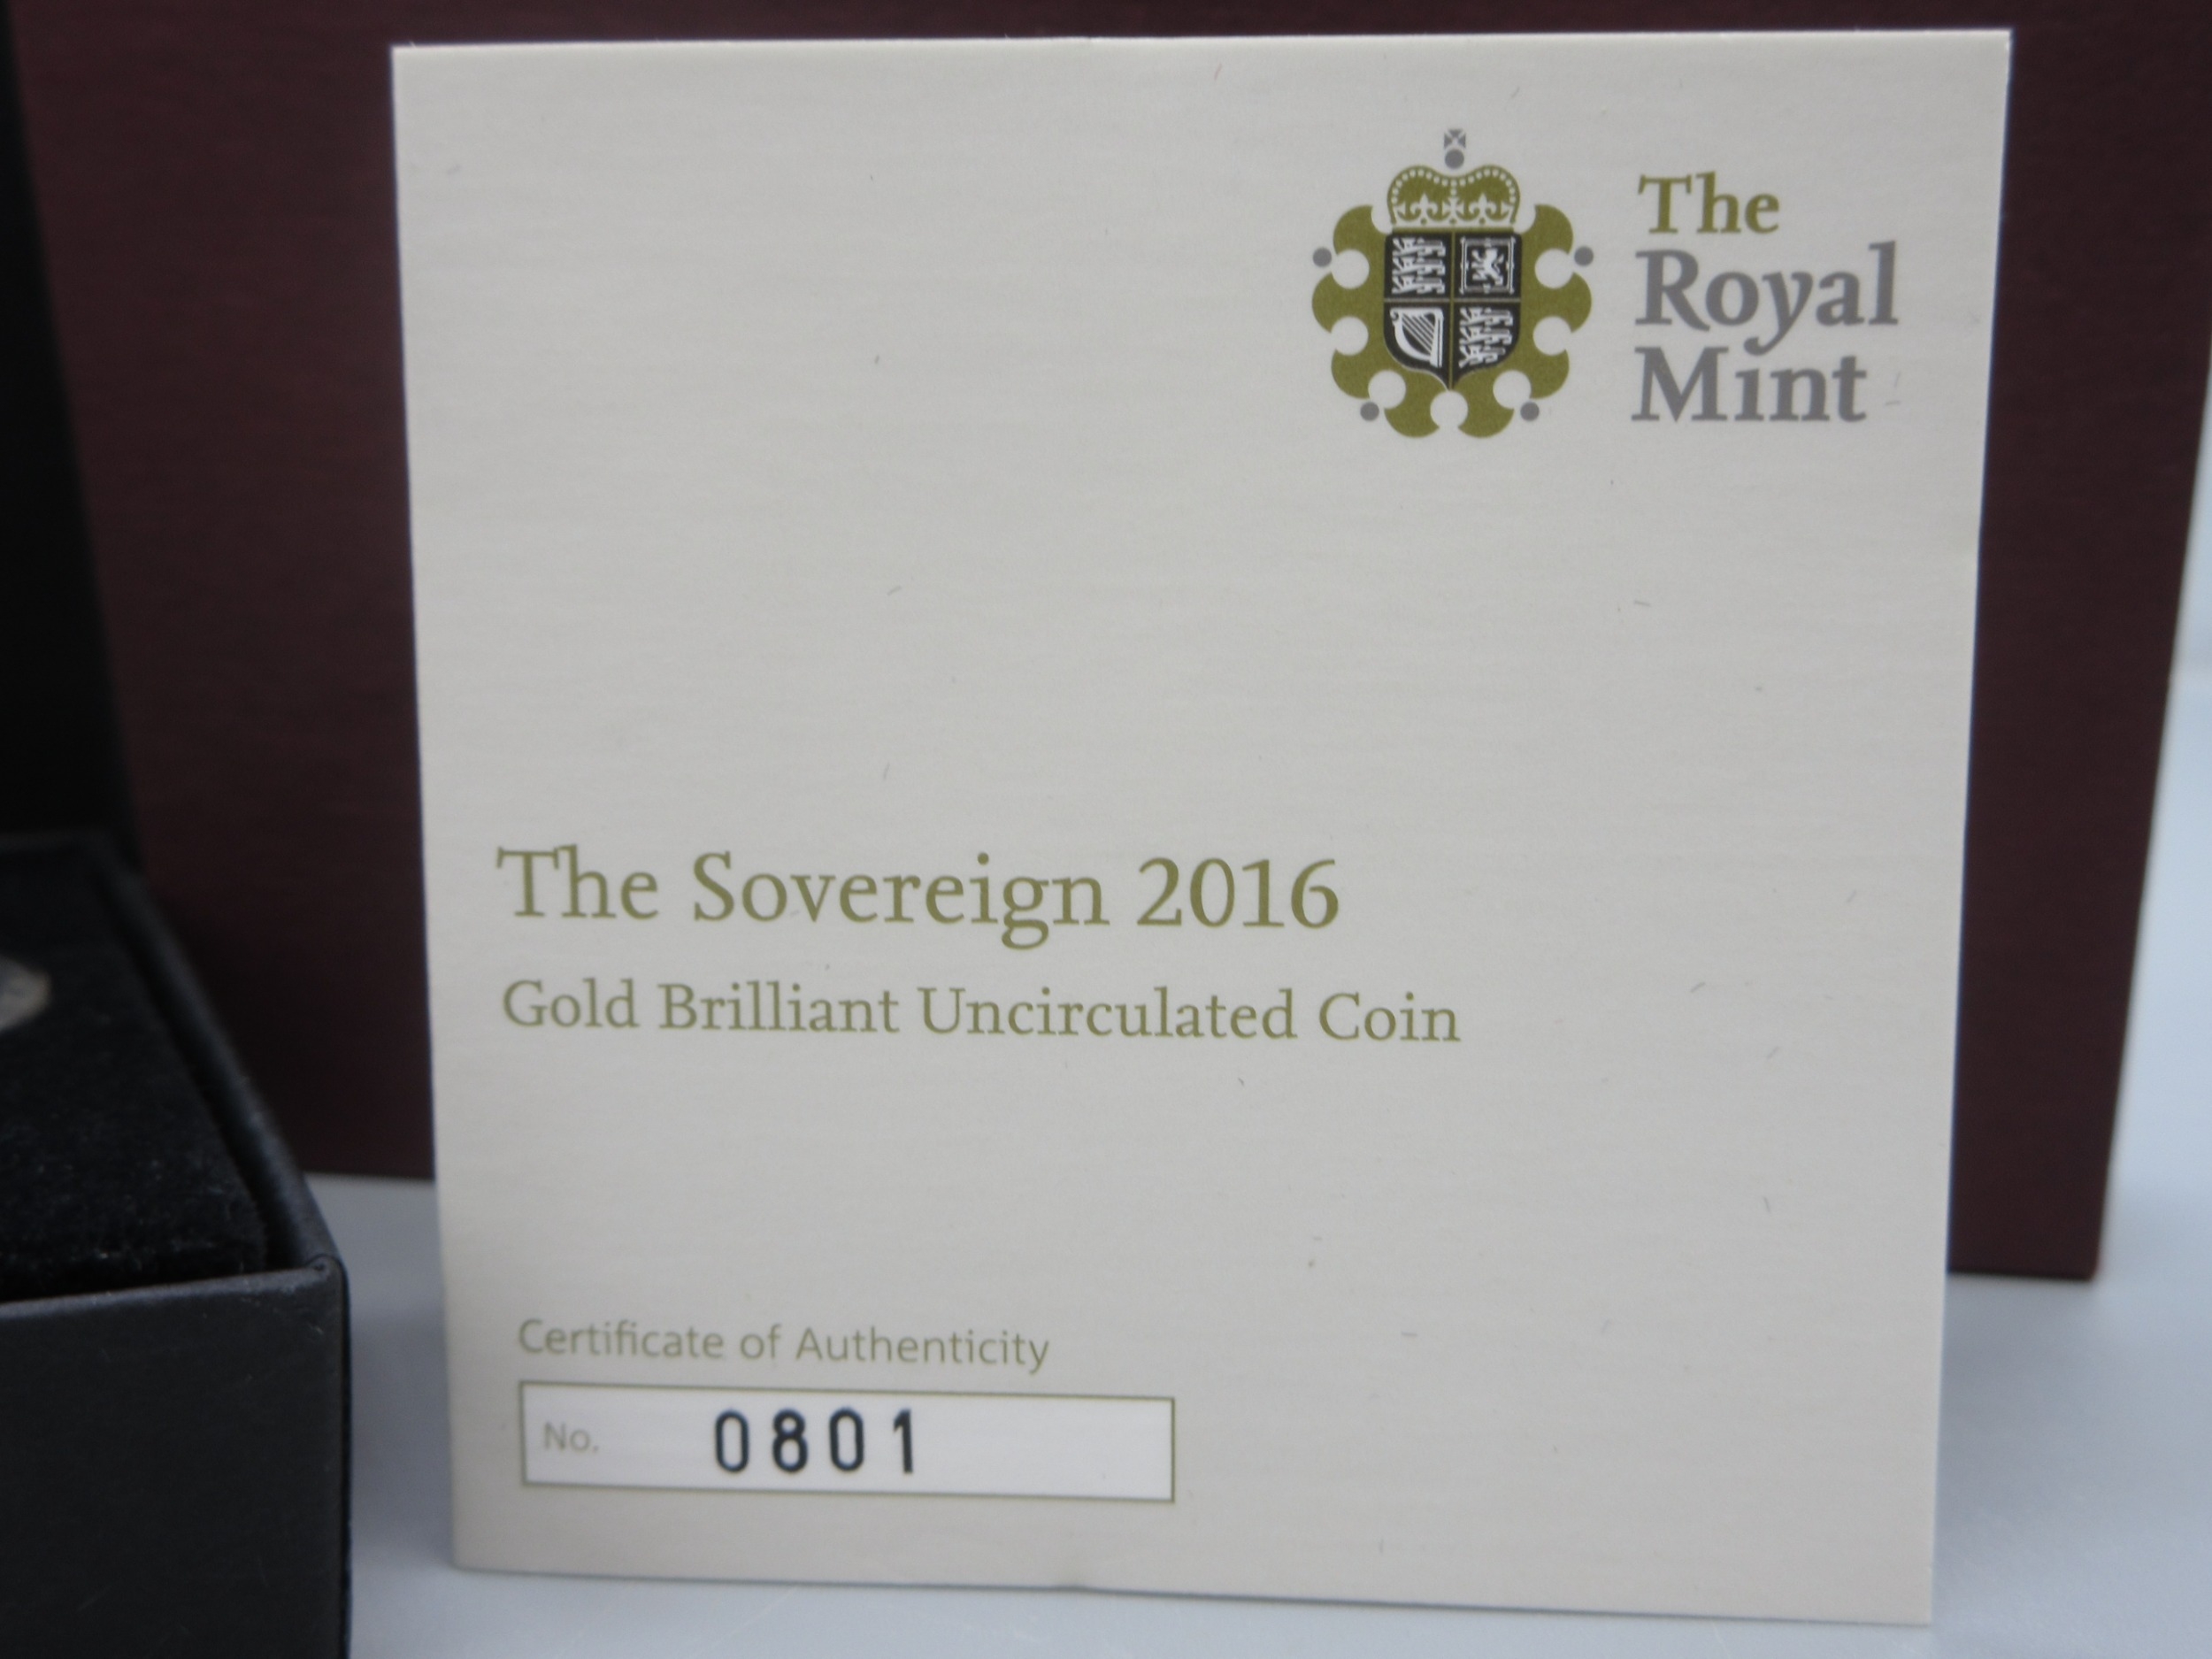 The
Royal
Mint
The Sovereign 2016
Gold Brilliant Uncirculated Coin
Certificate of Authenticity
No. 0801